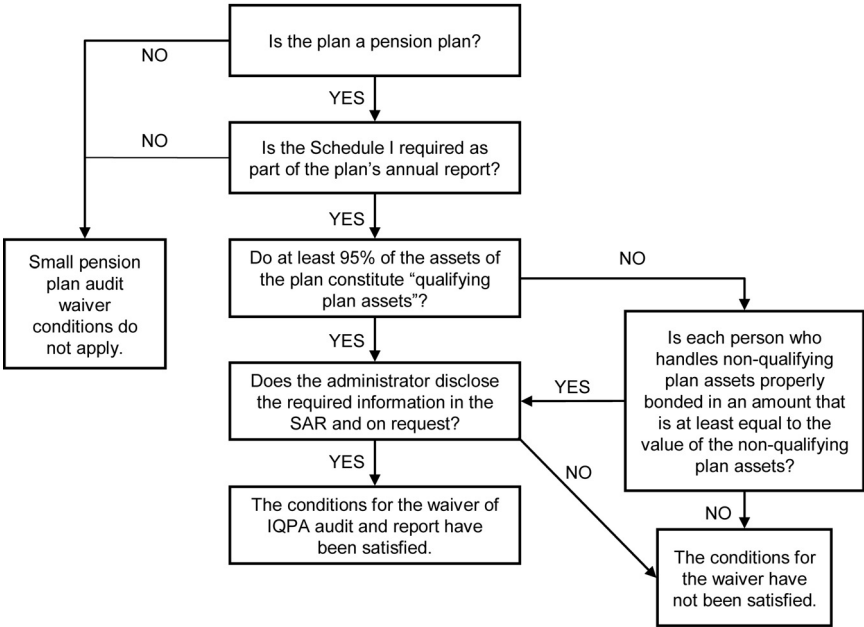 Is the plan a pension plan?
NO
YES
Is the Schedule I required as
part of the plan’s annual report?
NO
YES
Small pension
plan audit
waiver
conditions do
not apply.
Do at least 95% of the assets of
the plan constitute “qualifying
plan assets”?
NO
YES
Is each person who
handles non-qualifying
plan assets properly
bonded in an amount that
is at least equal to the
value of the non-qualifying
plan assets?
YES
NO
Does the administrator disclose
the required information in the
SAR and on request?
YES
NO
The conditions for the waiver of
IQPA audit and report have
been satisfied.
The conditions for
the waiver have
not been satisfied.